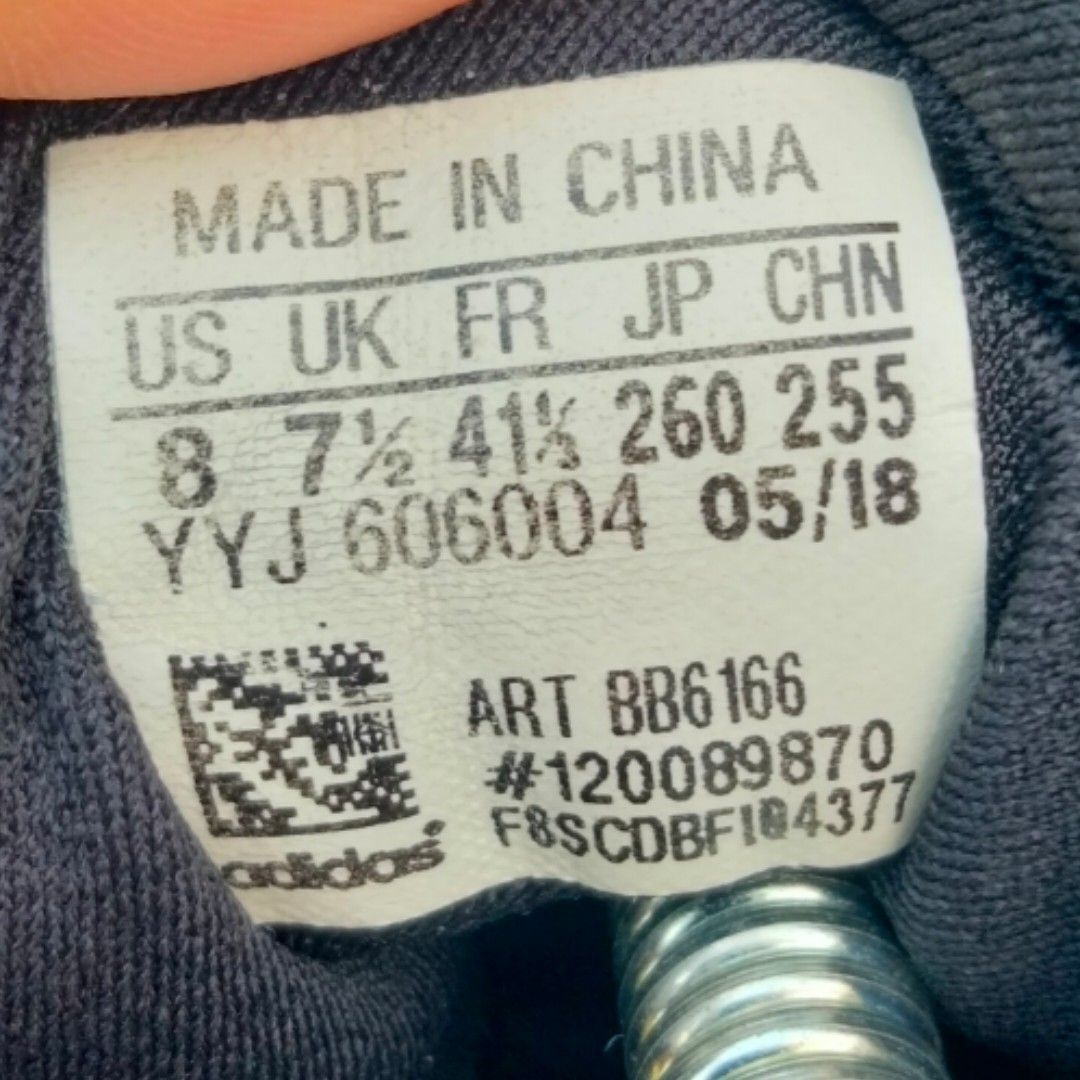 MADE IN CHINA
US UK FR JP CHN
8 7½ 41⅓ 260 255
YYJ 606004 05/18
ART BB6166
#120089870
F8SCDBFI04377
adidas